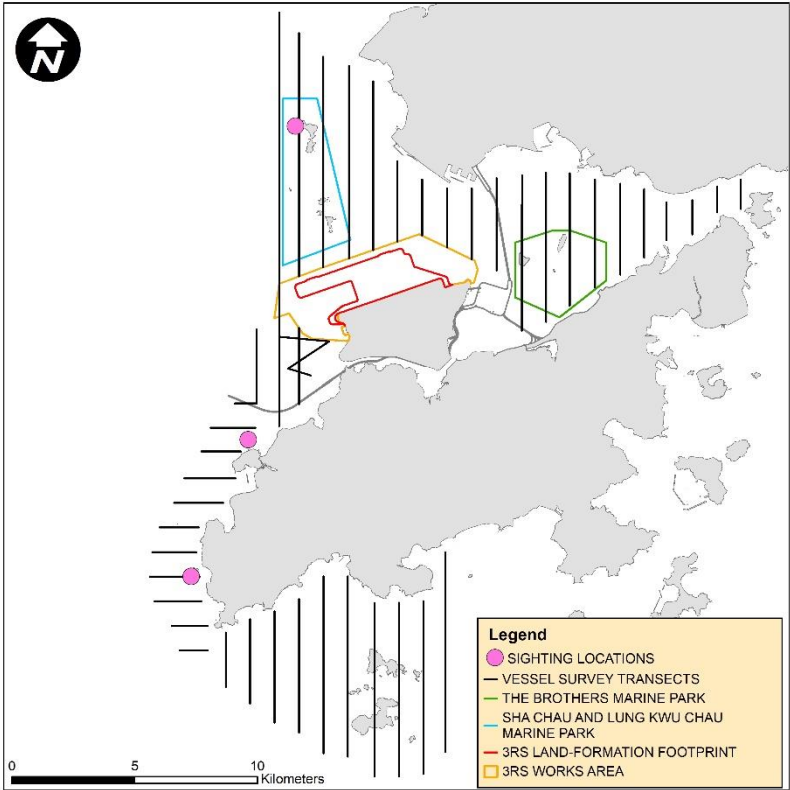 N
Legend
SIGHTING LOCATIONS
VESSEL SURVEY TRANSECTS
THE BROTHERS MARINE PARK
SHA CHAU AND LUNG KWU CHAU
MARINE PARK
3RS LAND-FORMATION FOOTPRINT
3RS WORKS AREA
0 5 10
Kilometers